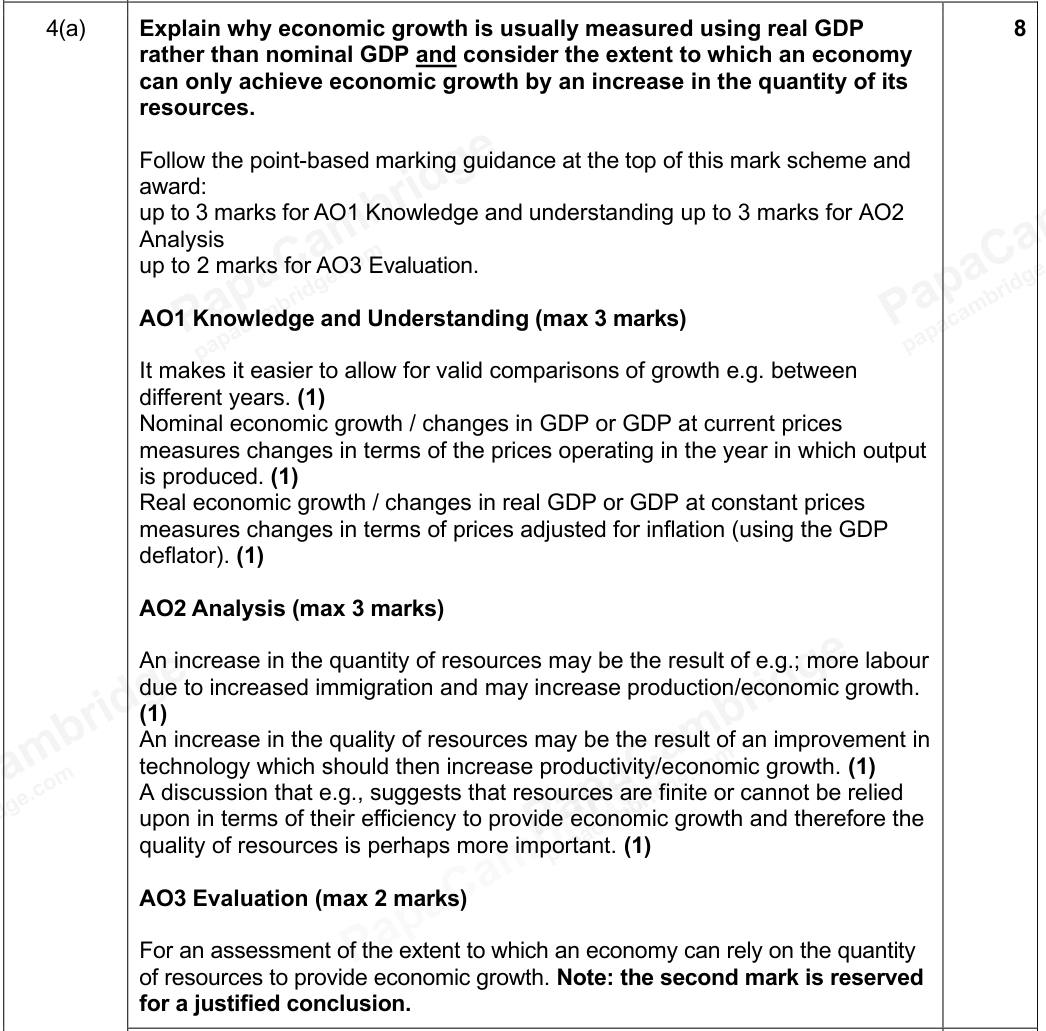 4(a)
Explain why economic growth is usually measured using real GDP
8
rather than nominal GDP and consider the extent to which an economy
can only achieve economic growth by an increase in the quantity of its
resources.
Follow the point-based marking guidance at the top of this mark scheme and
award:
up to 3 marks for AO1 Knowledge and understanding up to 3 marks for AO2
Analysis
up to 2 marks for AO3 Evaluation.
AO1 Knowledge and Understanding (max 3 marks)
It makes it easier to allow for valid comparisons of growth e.g. between
different years. (1)
Nominal economic growth / changes in GDP or GDP at current prices
measures changes in terms of the prices operating in the year in which output
is produced. (1)
Real economic growth / changes in real GDP or GDP at constant prices
measures changes in terms of prices adjusted for inflation (using the GDP
deflator). (1)
AO2 Analysis (max 3 marks)
An increase in the quantity of resources may be the result of e.g.; more labour
due to increased immigration and may increase production/economic growth.
(1)
An increase in the quality of resources may be the result of an improvement in
technology which should then increase productivity/economic growth. (1)
A discussion that e.g., suggests that resources are finite or cannot be relied
upon in terms of their efficiency to provide economic growth and therefore the
quality of resources is perhaps more important. (1)
AO3 Evaluation (max 2 marks)
For an assessment of the extent to which an economy can rely on the quantity
of resources to provide economic growth. Note: the second mark is reserved
for a justified conclusion.
PapaCambridge
papacambridge.com
PapaCa
papacambridge
ambridge
ge.com
PapaCambridge